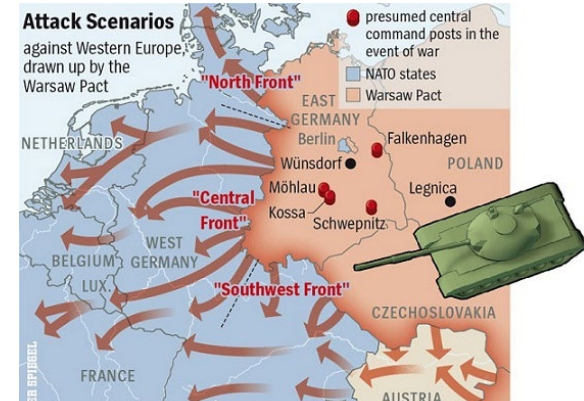 Attack Scenarios
against Western Europe,
drawn up by the
Warsaw Pact
presumed central
command posts in the
event of war
NATO states
Warsaw Pact
"North Front"
EAST
GERMANY
Berlin
Falkenhagen
NETHERLANDS
Wünsdorf
POLAND
Möhlau
Legnica
"Central
Front"
Kossa
Schwepnitz
WEST
GERMANY
BELGIUM
LUX.
"Southwest Front"
CZECHOSLOVAKIA
FRANCE
AUSTRIA
ER SPIEGEL